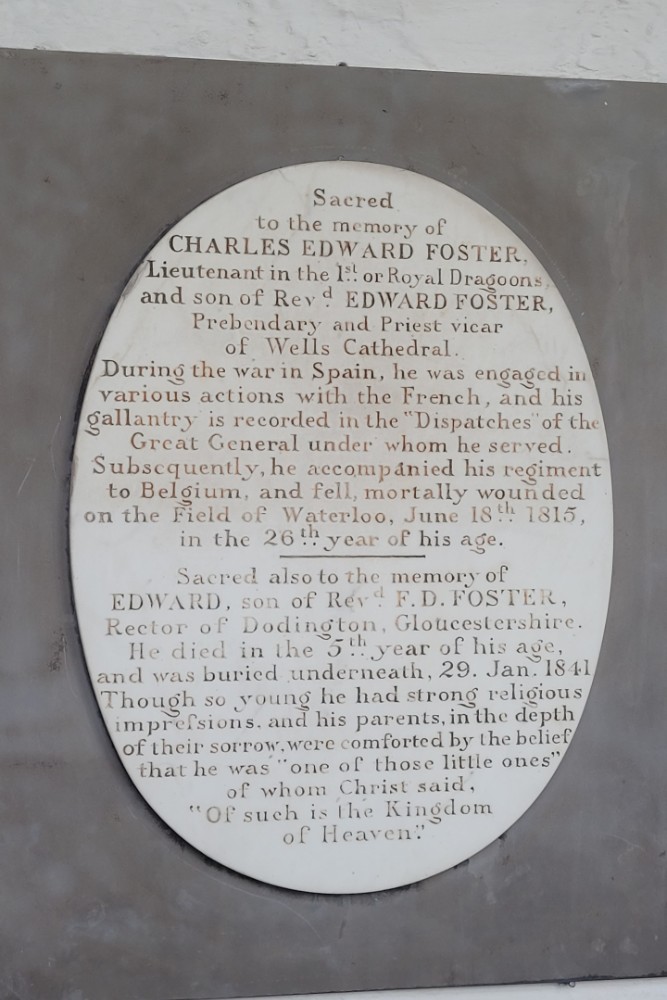 Sacred
to the memory of
CHARLES EDWARD FOSTER,
Lieutenant in the 1st. or Royal Dragoons,
and son of Revd. EDWARD FOSTER,
Prebendary and Priest vicar
of Wells Cathedral.
During the war in Spain, he was engaged in
various actions with the French, and his
gallantry is recorded in the "Dispatches" of the
Great General under whom he served.
Subsequently, he accompanied his regiment
to Belgium, and fell, mortally wounded
on the Field of Waterloo, June 18th. 1815,
in the 26th. year of his age.
Sacred also to the memory of
EDWARD, son of Revd. F. D. FOSTER,
Rector of Dodington, Gloucestershire.
He died in the 5th. year of his age,
and was buried underneath, 29. Jan. 1841
Though so young he had strong religious
impreſsions, and his parents, in the depth
of their sorrow, were comforted by the belief
that he was "one of those little ones"
of whom Christ said,
"Of such is the Kingdom
of Heaven."